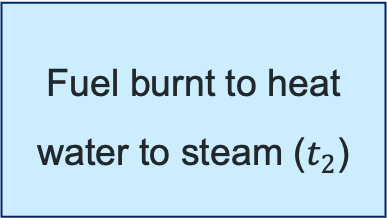 Fuel burnt to heat
water to steam (t₂)